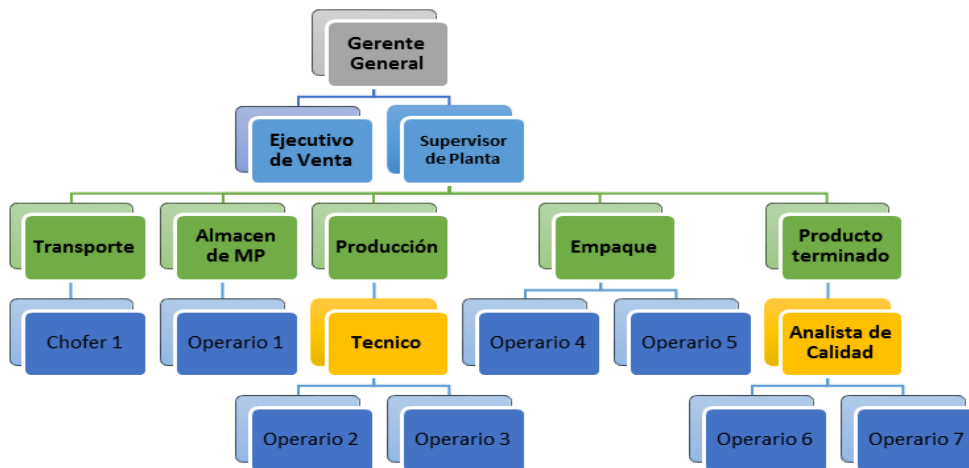 Gerente
General
Ejecutivo
de Venta
Supervisor
de Planta
Transporte
Almacen
de MP
Producción
Empaque
Producto
terminado
Chofer 1
Operario 1
Tecnico
Operario 4
Operario 5
Analista de
Calidad
Operario 2
Operario 3
Operario 6
Operario 7